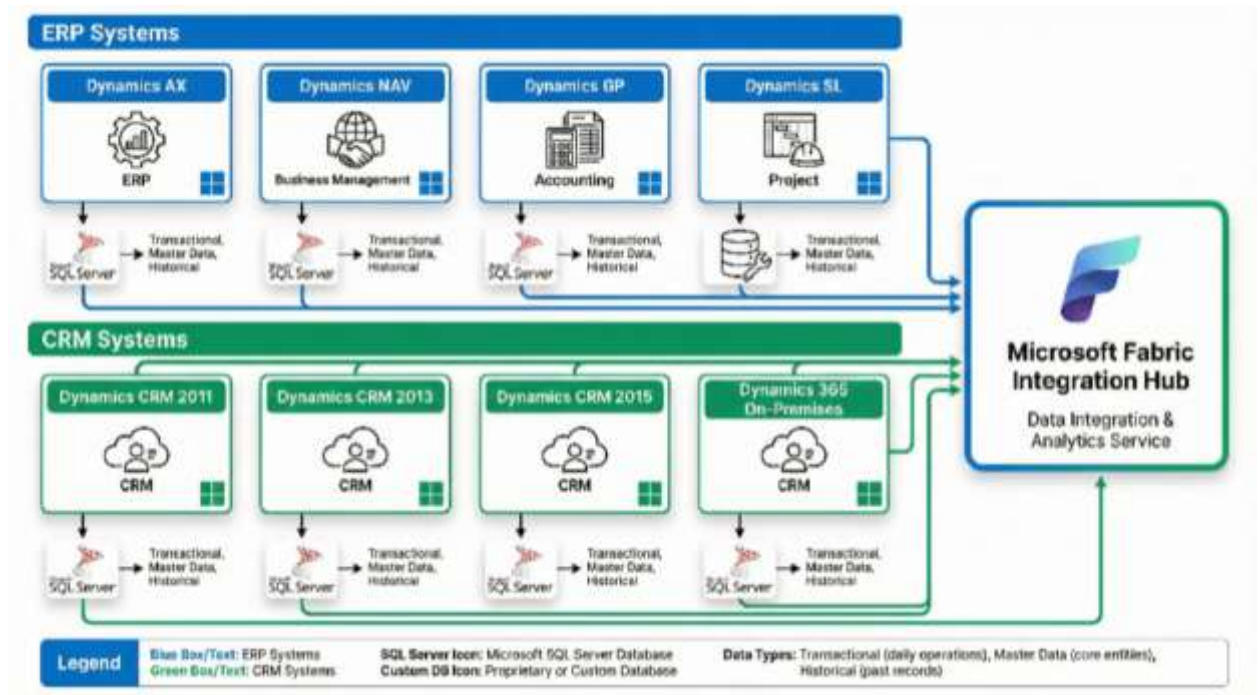 ERP Systems
Dynamics AX
Dynamics NAV
Dynamics GP
Dynamics SL
ERP
Business Management
Accounting
Project
SQL Server
Transactional,
Master Data,
Historical
SQL Server
Transactional,
Master Data,
Historical
SQL Server
Transactional,
Master Data,
Historical
Transactional,
Master Data,
Historical
Microsoft Fabric
Integration Hub
Data Integration &
Analytics Service
CRM Systems
Dynamics CRM 2011
Dynamics CRM 2013
Dynamics CRM 2015
Dynamics 365
On-Premises
CRM
CRM
CRM
CRM
SQL Server
Transactional,
Master Data,
Historical
SQL Server
Transactional,
Master Data,
Historical
SQL Server
Transactional,
Master Data,
Historical
SQL Server
Transactional,
Master Data,
Historical
Legend
Blue Box/Text: ERP Systems
Green Box/Text: CRM Systems
SQL Server Icon: Microsoft SQL Server Database
Custom DB Icon: Proprietary or Custom Database
Data Types: Transactional (daily operations), Master Data (core entities),
Historical (past records)